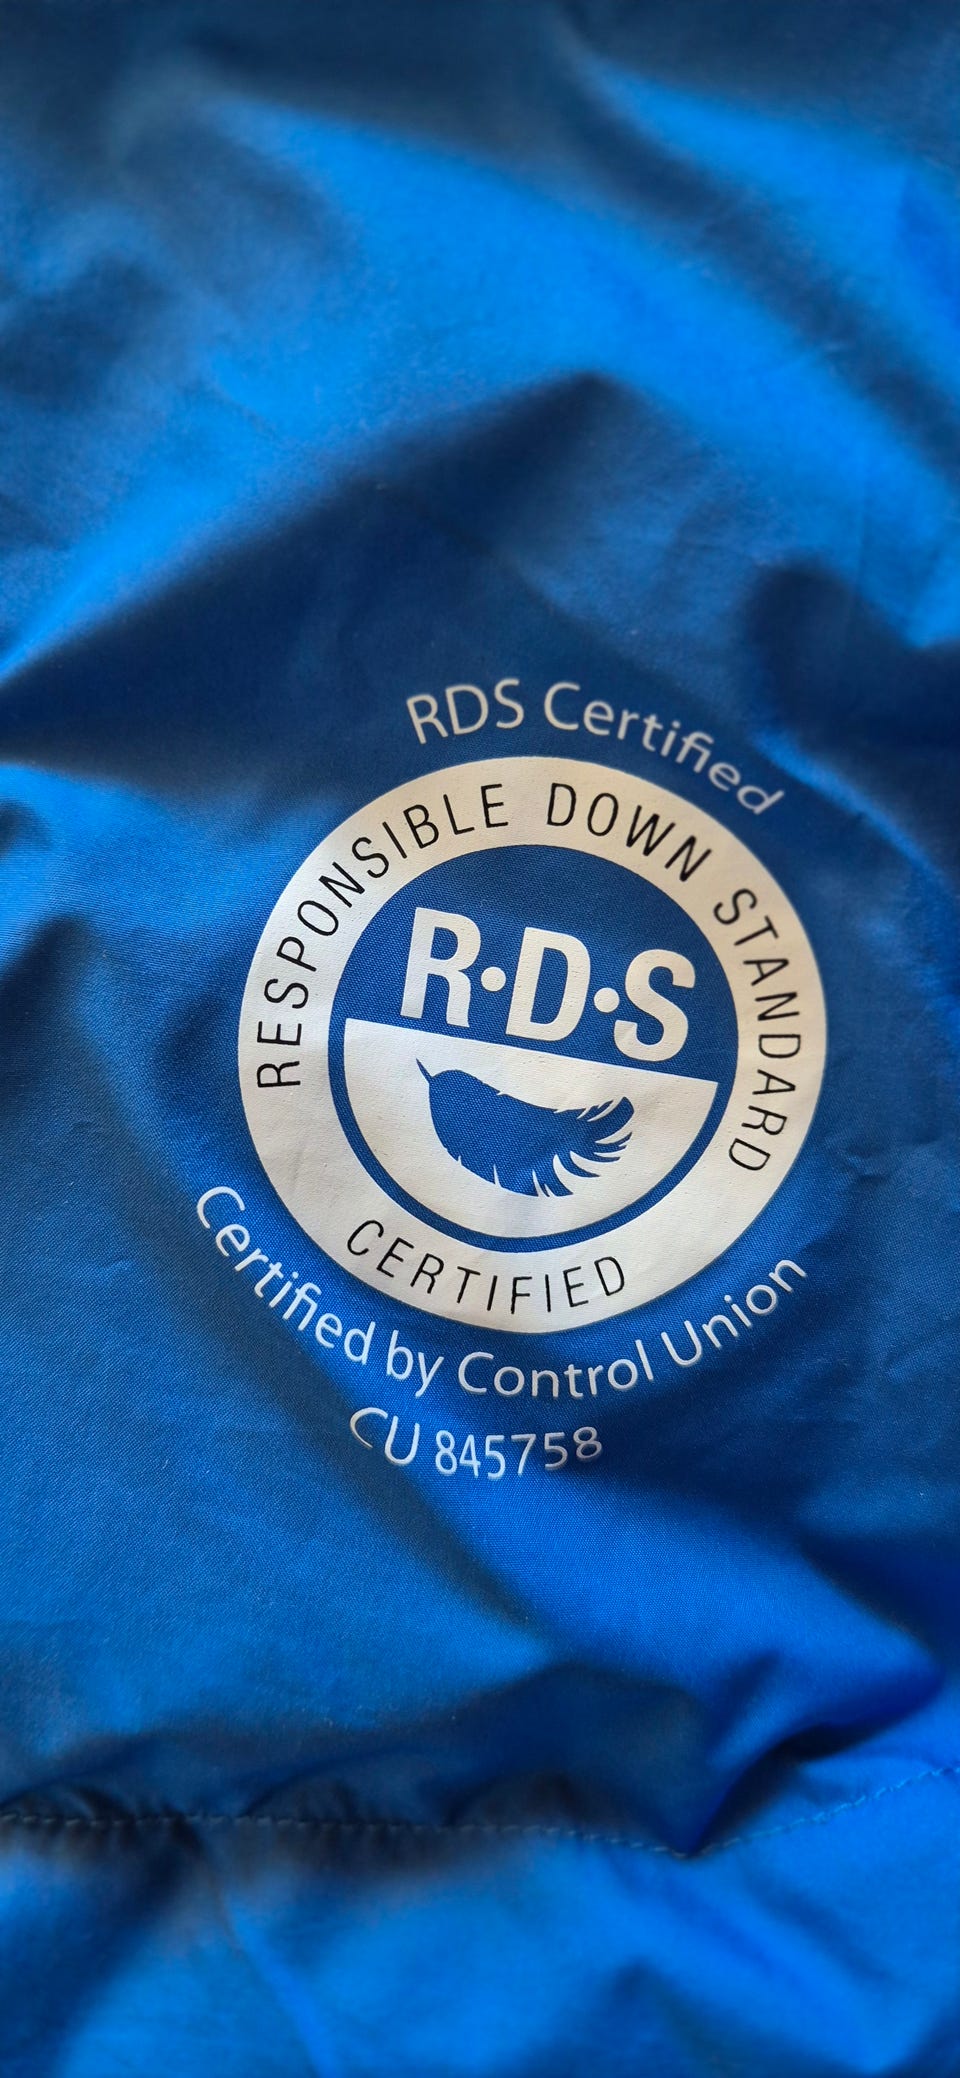 RDS Certified
RESPONSIBLE DOWN STANDARD
R·D·S
CERTIFIED
Certified by Control Union
CU 845758